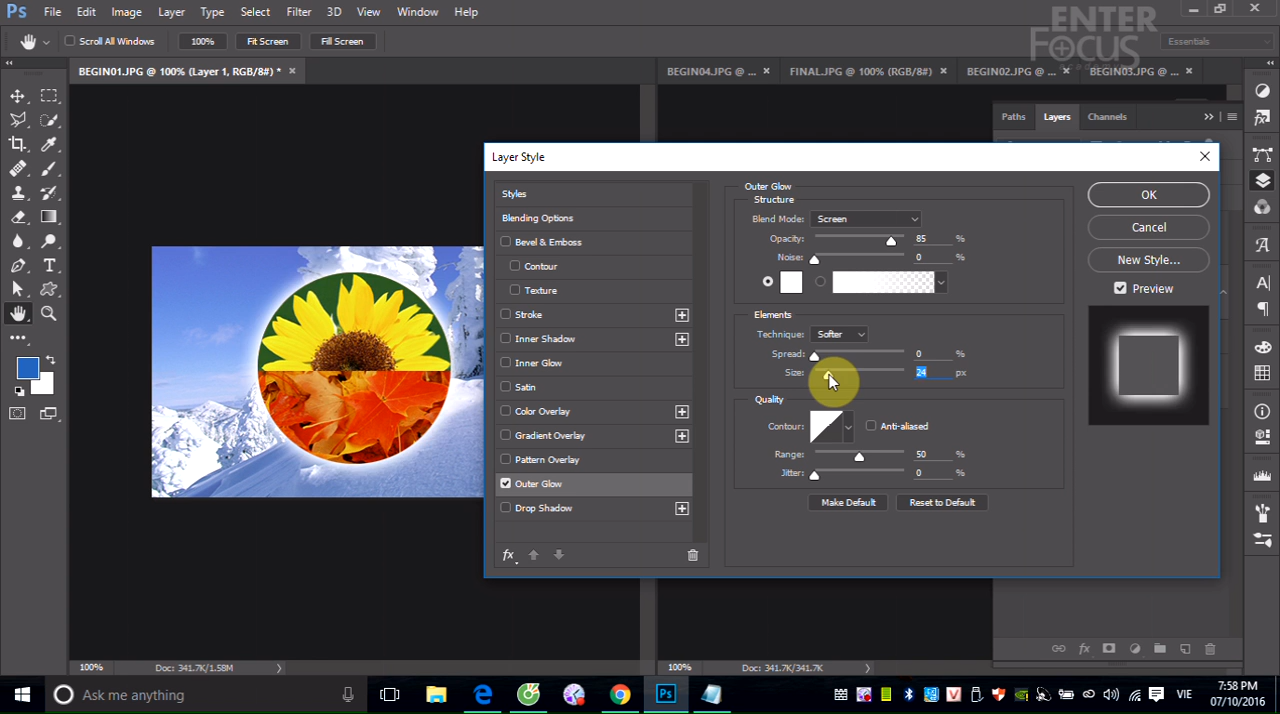 Ps File Edit Image Layer Type Select Filter 3D View Window Help
ENTER
FOCUS
academy
Scroll All Windows 100% Fit Screen Fill Screen Essentials
BEGIN01.JPG @ 100% (Layer 1, RGB/8#) * × BEGIN04.JPG @ ... × FINAL.JPG @ 100% (RGB/8#) × BEGIN02.JPG @ ... × BEGIN03.JPG @ ... ×
Paths Layers Channels
Layer Style
Styles
Blending Options
Bevel & Emboss
Contour
Texture
Stroke
Inner Shadow
Inner Glow
Satin
Color Overlay
Gradient Overlay
Pattern Overlay
Outer Glow
Drop Shadow
fx
Outer Glow
Structure
Blend Mode: Screen
Opacity: 85 %
Noise: 0 %
Elements
Technique: Softer
Spread: 0 %
Size: 24 px
Quality
Contour: Anti-aliased
Range: 50 %
Jitter: 0 %
Make Default Reset to Default
OK
Cancel
New Style...
Preview
100% Doc: 341.7K/1.58M 100% Doc: 341.7K/341.7K
fx
Ask me anything
Ps
VIE
7:58 PM
07/10/2016